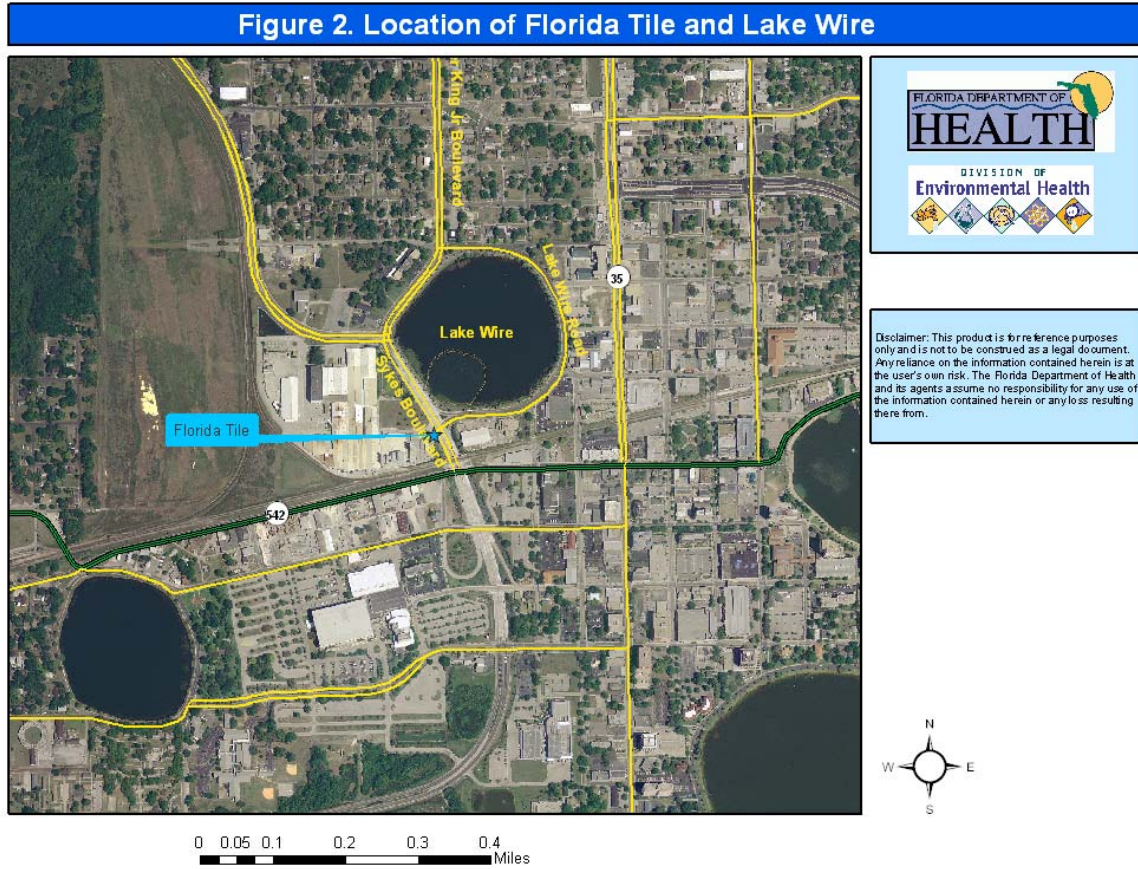 Figure 2. Location of Florida Tile and Lake Wire
r King Jr Boulevard
Lake Wire Road
35
Lake Wire
Sykes Boulevard
Florida Tile
542
FLORIDA DEPARTMENT OF
HEALTH
DIVISION OF
Environmental Health
Disclaimer: This product is for reference purposes
only and is not to be construed as a legal document.
Any reliance on the information contained herein is at
the user's own risk. The Florida Department of Health
and its agents assume no responsibility for any use of
the information contained herein or any loss resulting
there from.
N
W E
S
0 0.05 0.1 0.2 0.3 0.4
Miles